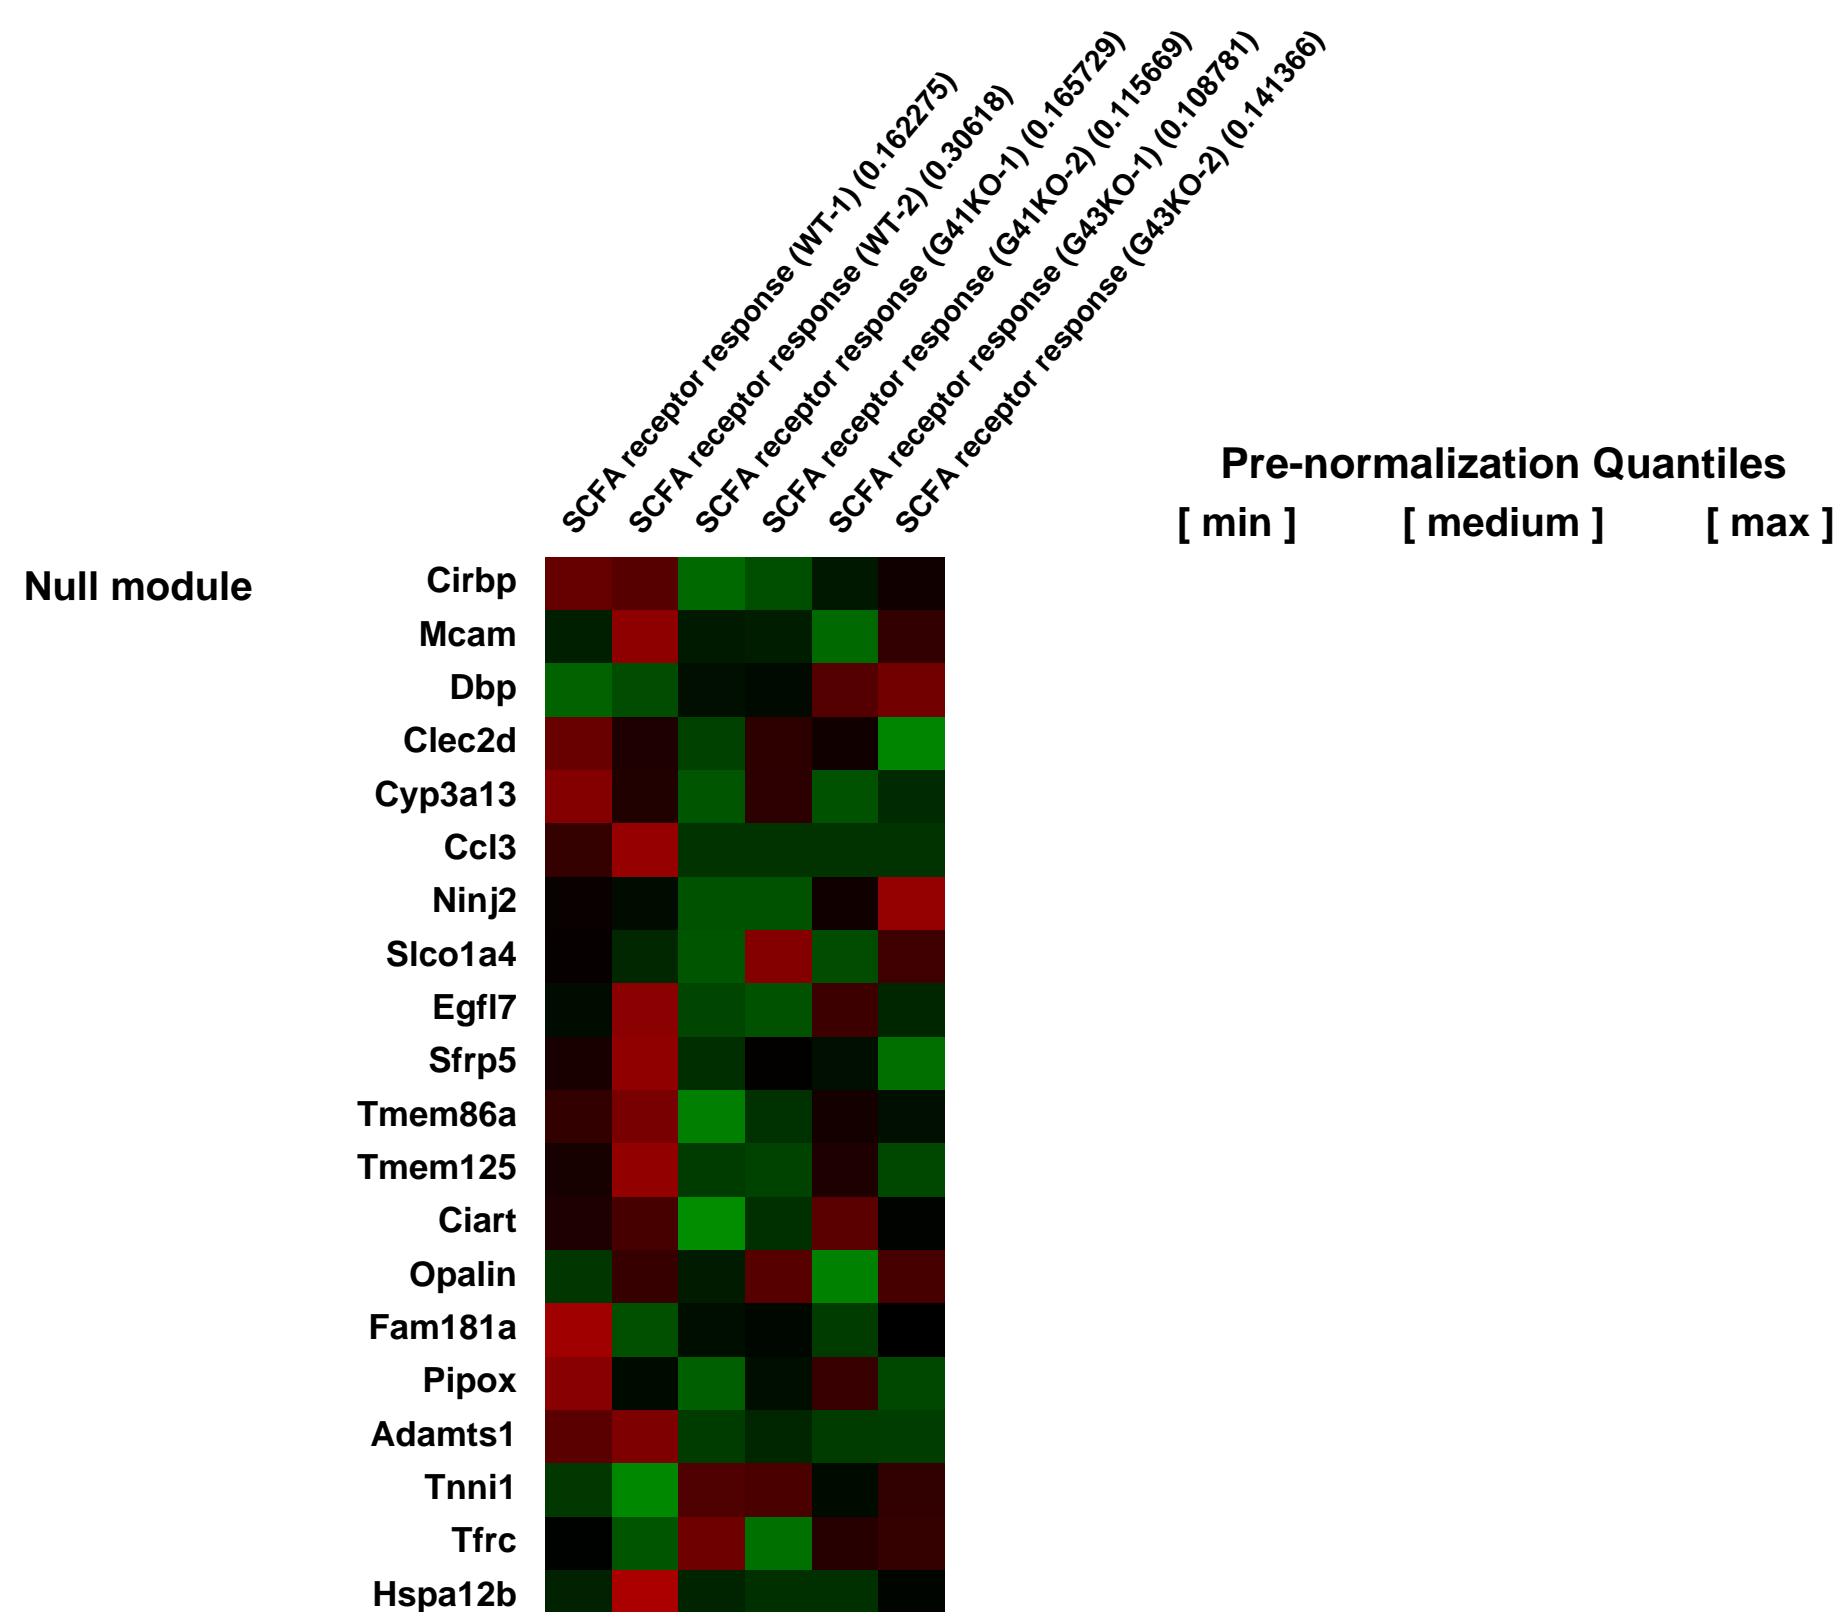 SCFA receptor response (WT-1) (0.162275)
SCFA receptor response (WT-2) (0.30618)
SCFA receptor response (G41KO-1) (0.165729)
SCFA receptor response (G41KO-2) (0.115669)
SCFA receptor response (G43KO-1) (0.108781)
SCFA receptor response (G43KO-2) (0.141366)
Pre-normalization Quantiles
[ min ] [ medium ] [ max ]
Null module
Cirbp
Mcam
Dbp
Clec2d
Cyp3a13
Ccl3
Ninj2
Slco1a4
Egfl7
Sfrp5
Tmem86a
Tmem125
Ciart
Opalin
Fam181a
Pipox
Adamts1
Tnni1
Tfrc
Hspa12b